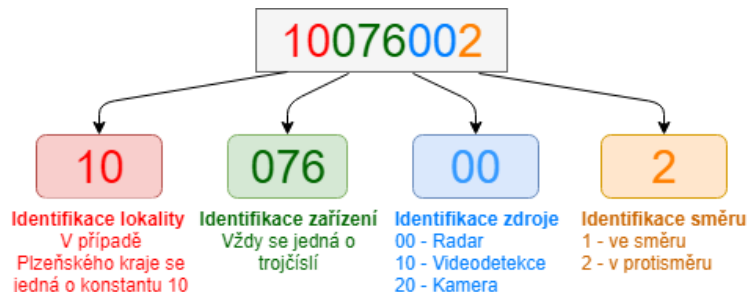 10076002
10
076
00
2
Identifikace lokality
V případě
Plzeňského kraje se
jedná o konstantu 10
Identifikace zařízení
Vždy se jedná o
trojčíslí
Identifikace zdroje
00 - Radar
10 - Videodetekce
20 - Kamera
Identifikace směru
1 - ve směru
2 - v protisměru